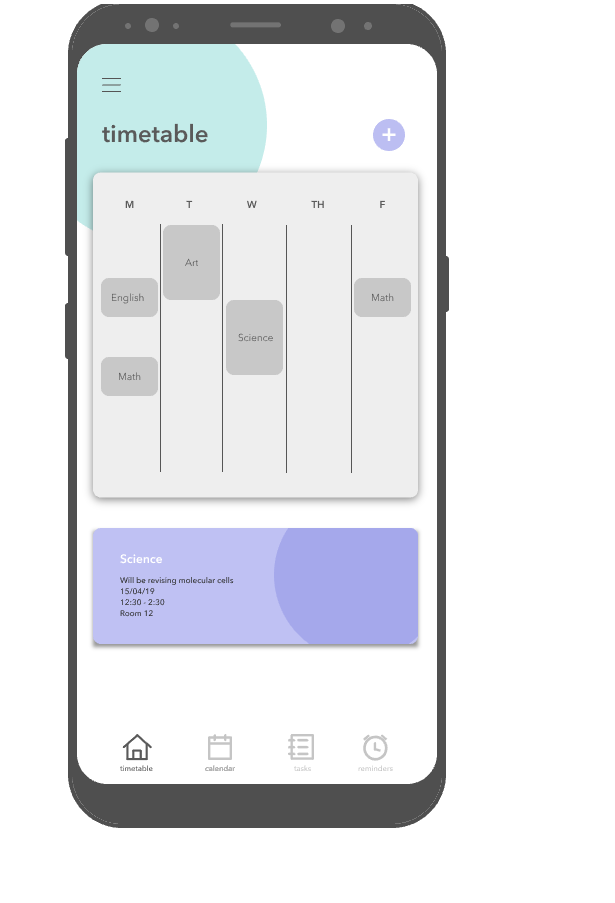 timetable
+
M T W TH F
Art
English
Math
Science
Math
Science
Will be revising molecular cells
15/04/19
12:30 - 2:30
Room 12
timetable calendar tasks reminders